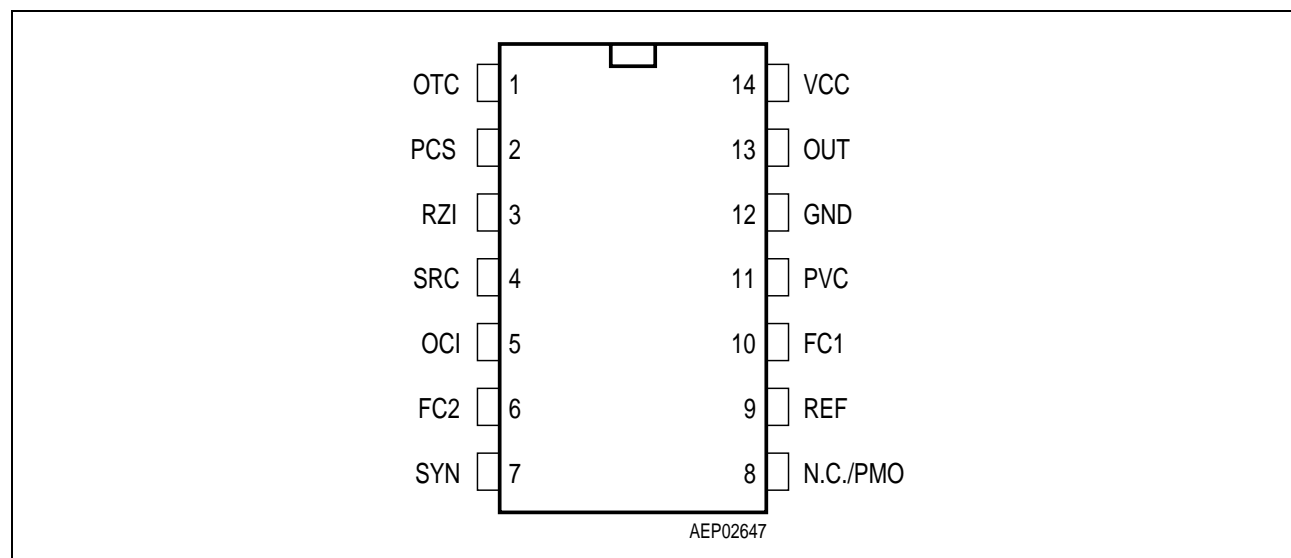 OTC 1 14 VCC
PCS 2 13 OUT
RZI 3 12 GND
SRC 4 11 PVC
OCI 5 10 FC1
FC2 6 9 REF
SYN 7 8 N.C./PMO
AEP02647